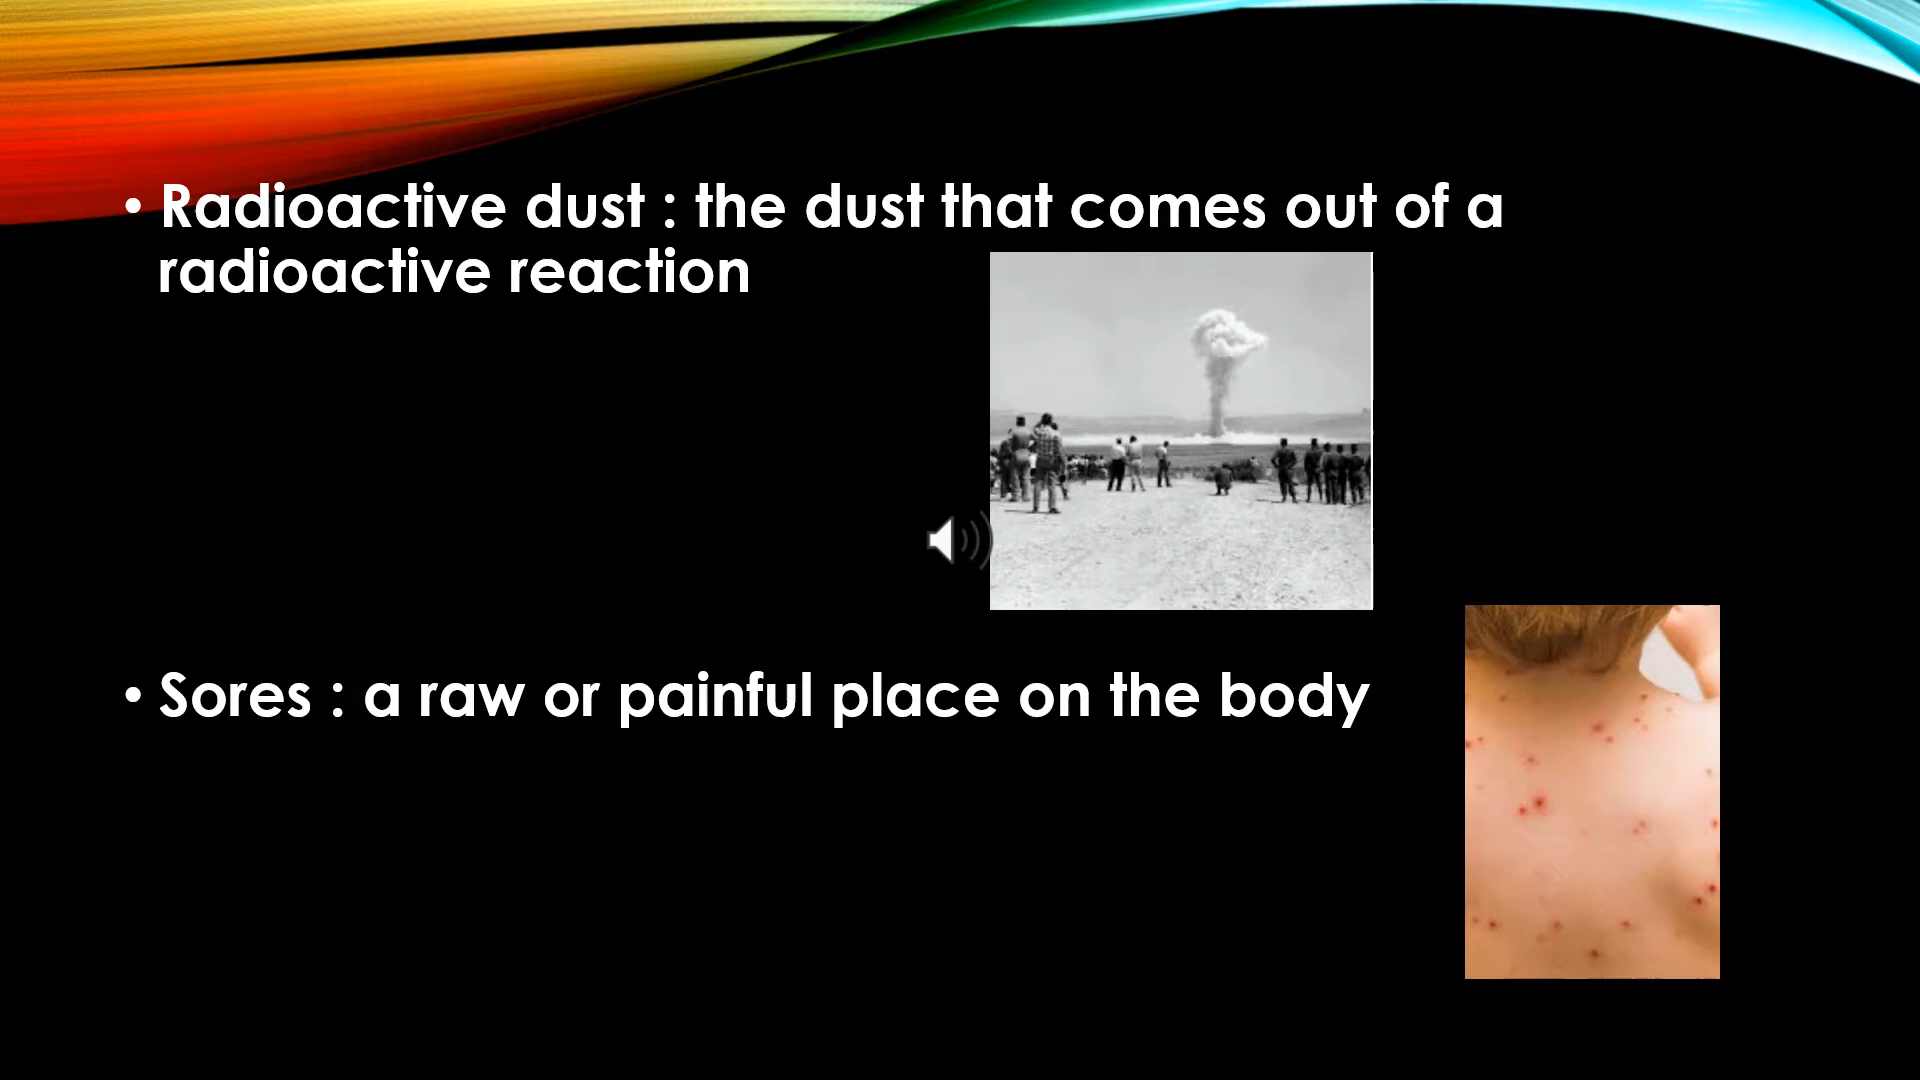 • Radioactive dust : the dust that comes out of a
radioactive reaction
• Sores : a raw or painful place on the body